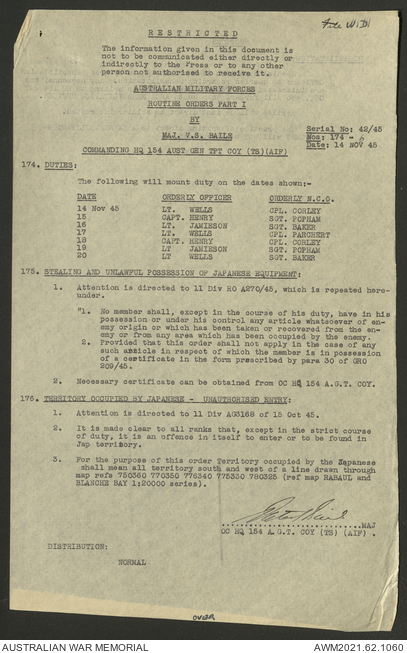 File W.D.
RESTRICTED
The information given in this document is
not to be communicated either directly or
indirectly to the Press or to any other
person not authorised to receive it.
AUSTRALIAN MILITARY FORCES
ROUTINE ORDERS PART I
BY
MAJ. V.S. BAILE
Serial No: 42/45
Nos: 174 -
Date: 14 NOV 45
COMMANDING HQ 154 AUST GEN TPT COY (TS)(AIF)
174. DUTIES:
The following will mount duty on the dates shown:-
DATE ORDERLY OFFICER ORDERLY N.C.O.
14 Nov 45 LT. WELLS CPL. CORLEY
15 CAPT. HENRY SGT. POPHAM
16 LT. JAMIESON SGT. BAKER
17 LT. WELLS CPL. PARCHERT
18 CAPT. HENRY CPL. CORLEY
19 LT JAMIESON SGT. POPHAM
20 LT WELLS SGT. BAKER
175. STEALING AND UNLAWFUL POSSESSION OF JAPANESE EQUIPMENT:
1. Attention is directed to 11 Div RO A270/45, which is repeated here-
under.
"1. No member shall, except in the course of his duty, have in his
possession or under his control any article whatsoever of en-
emy origin or which has been taken or recovered from the en-
emy or from any area which has been occupied by the enemy.
2. Provided that this order shall not apply in the case of any
such article in respect of which the member is in possession
of a certificate in the form prescribed by para 30 of GRO
209/45.
2. Necessary certificate can be obtained from OC HQ 154 A.G.T. COY.
176. TERRITORY OCCUPIED BY JAPANESE - UNAUTHORISED ENTRY:
1. Attention is directed to 11 Div AG3168 of 15 Oct 45.
2. It is made clear to all ranks that, except in the strict course
of duty, it is an offence in itself to enter or to be found in
Jap territory.
3. For the purpose of this order Territory occupied by the Japanese
shall mean all territory south and west of a line drawn through
map refs 750360 770350 776340 775330 780325 (ref map RABAUL and
BLANCHE BAY 1:20000 series).
MAJ
OC HQ 154 A.G.T. COY (TS) (AIF) .
DISTRIBUTION:
NORMAL
OVER
AUSTRALIAN WAR MEMORIAL
AWM2021.62.1060